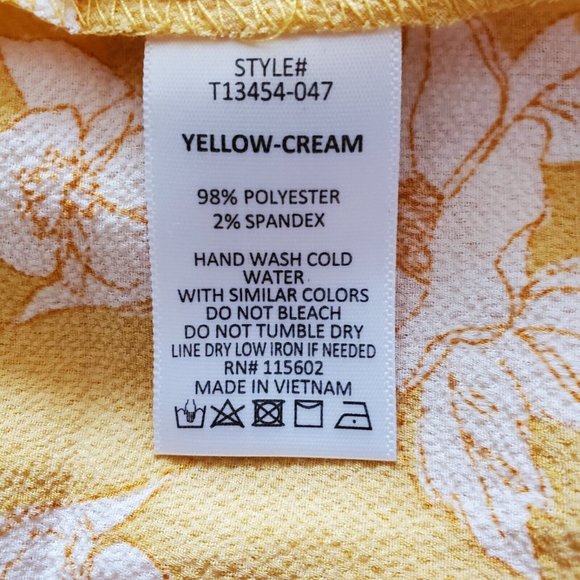 STYLE#
T13454-047
YELLOW-CREAM
98% POLYESTER
2% SPANDEX
HAND WASH COLD
WATER
WITH SIMILAR COLORS
DO NOT BLEACH
DO NOT TUMBLE DRY
LINE DRY LOW IRON IF NEEDED
RN# 115602
MADE IN VIETNAM